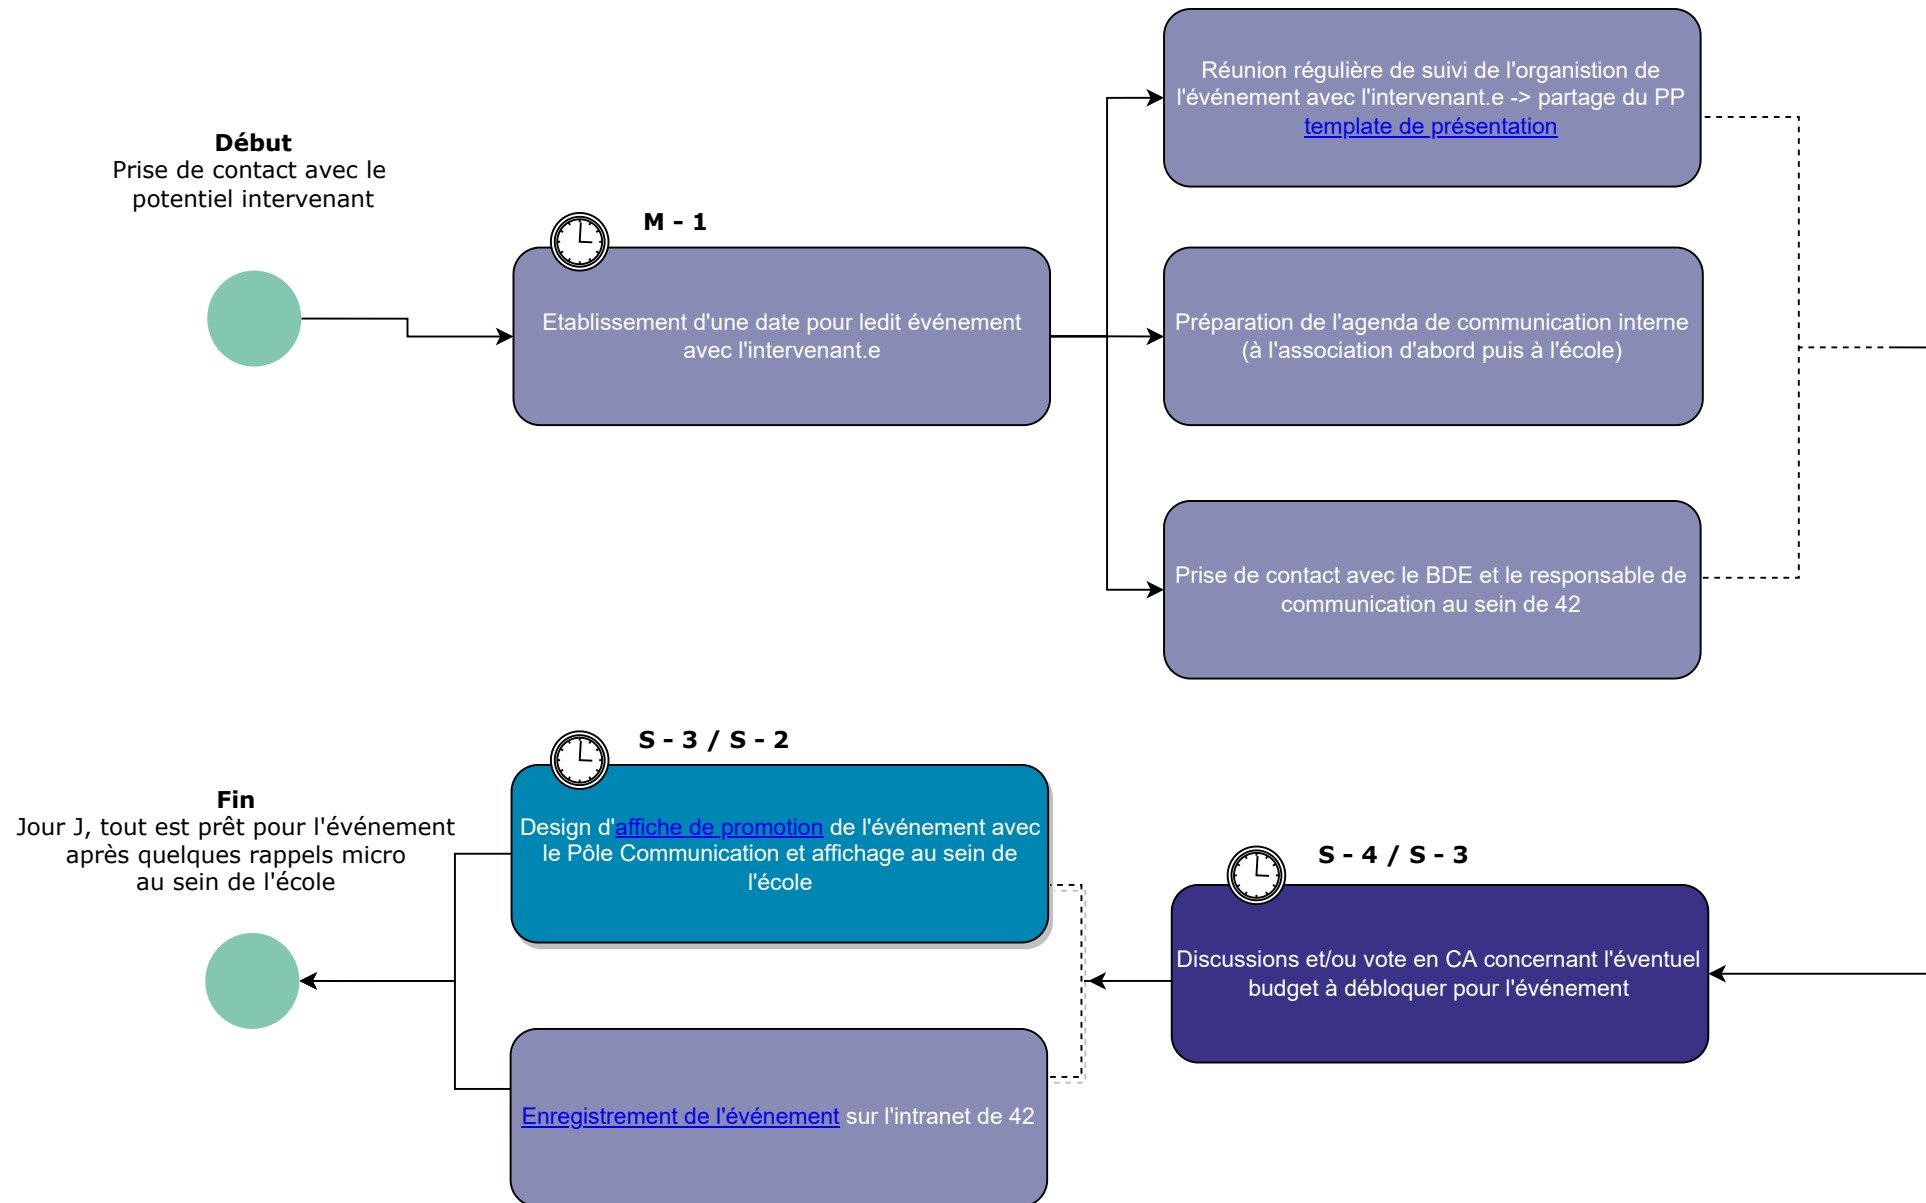 Début
Prise de contact avec le
potentiel intervenant
M - 1
Etablissement d'une date pour ledit événement
avec l'intervenant.e
Réunion régulière de suivi de l'organistion de
l'événement avec l'intervenant.e -> partage du PP
template de présentation
Préparation de l'agenda de communication interne
(à l'association d'abord puis à l'école)
Prise de contact avec le BDE et le responsable de
communication au sein de 42
S - 4 / S - 3
Discussions et/ou vote en CA concernant l'éventuel
budget à débloquer pour l'événement
S - 3 / S - 2
Design d'affiche de promotion de l'événement avec
le Pôle Communication et affichage au sein de
l'école
Enregistrement de l'événement sur l'intranet de 42
Fin
Jour J, tout est prêt pour l'événement
après quelques rappels micro
au sein de l'école